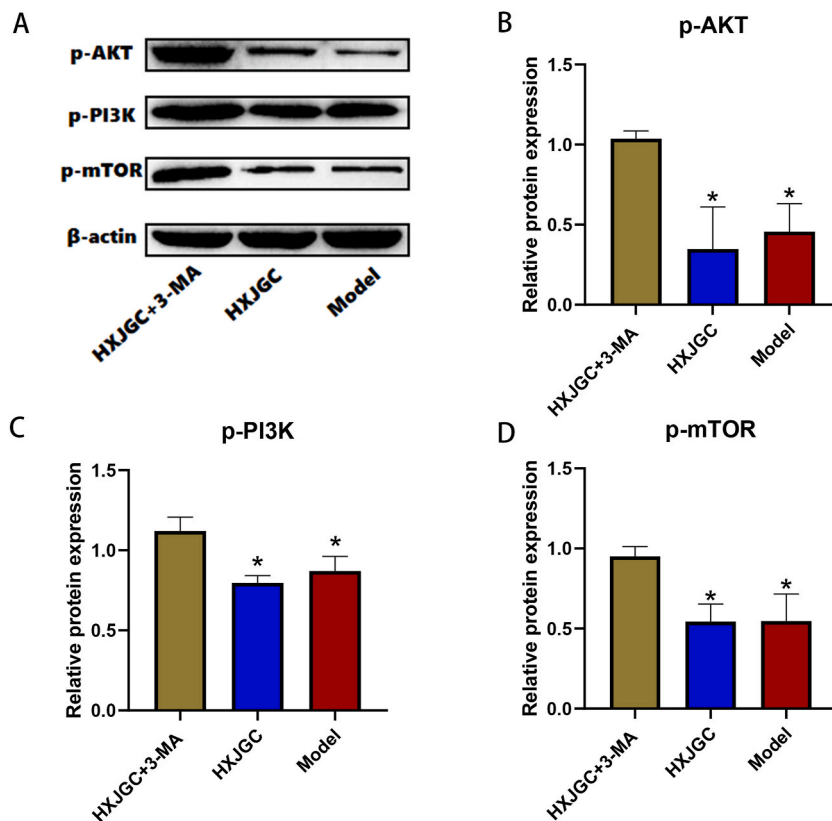 A
p-AKT
p-PI3K
p-mTOR
β-actin
HXJGC+3-MA
HXJGC
Model
B
p-AKT
Relative protein expression
1.5
1.0
0.5
0.0
*
*
HXJGC+3-MA
HXJGC
Model
C
p-PI3K
Relative protein expression
1.5
1.0
0.5
0.0
*
*
HXJGC+3-MA
HXJGC
Model
D
p-mTOR
Relative protein expression
1.5
1.0
0.5
0.0
*
*
HXJGC+3-MA
HXJGC
Model